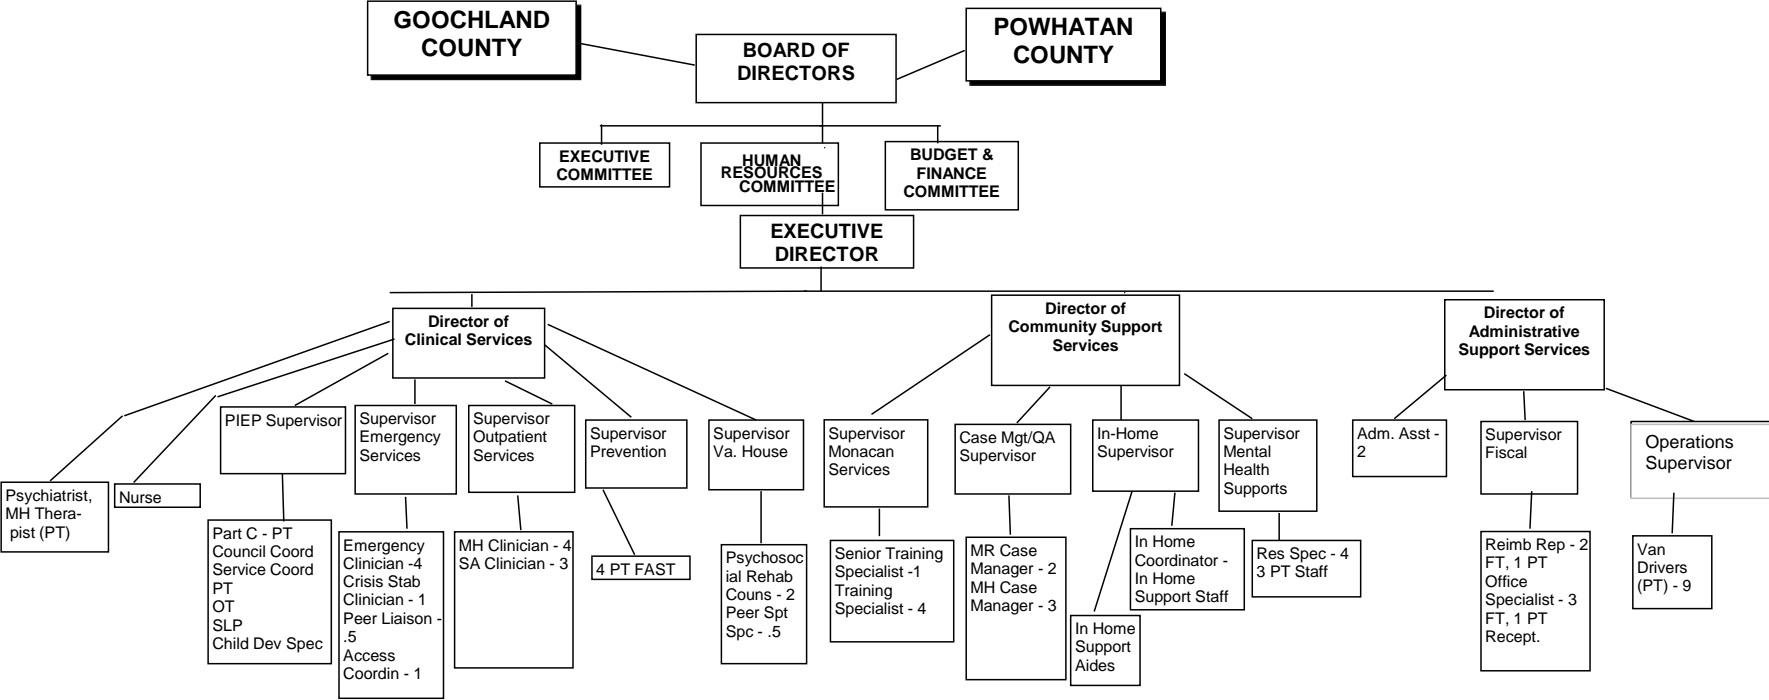 GOOCHLAND
COUNTY
BOARD OF
DIRECTORS
POWHATAN
COUNTY
EXECUTIVE
COMMITTEE
HUMAN
RESOURCES
COMMITTEE
BUDGET &
FINANCE
COMMITTEE
EXECUTIVE
DIRECTOR
Director of
Clinical Services
Director of
Community Support
Services
Director of
Administrative
Support Services
Psychiatrist,
MH Thera-
pist (PT)
Nurse
PIEP Supervisor
Supervisor
Emergency
Services
Supervisor
Outpatient
Services
Supervisor
Prevention
Supervisor
Va. House
Supervisor
Monacan
Services
Case Mgt/QA
Supervisor
In-Home
Supervisor
Supervisor
Mental
Health
Supports
Adm. Asst -
2
Supervisor
Fiscal
Operations
Supervisor
Part C - PT
Council Coord
Service Coord
PT
OT
SLP
Child Dev Spec
Emergency
Clinician -4
Crisis Stab
Clinician - 1
Peer Liaison -
.5
Access
Coordin - 1
MH Clinician - 4
SA Clinician - 3
4 PT FAST
Psychosoc
ial Rehab
Couns - 2
Peer Spt
Spc - .5
Senior Training
Specialist -1
Training
Specialist - 4
MR Case
Manager - 2
MH Case
Manager - 3
In Home
Support
Aides
In Home
Coordinator -
In Home
Support Staff
Res Spec - 4
3 PT Staff
Reimb Rep - 2
FT, 1 PT
Office
Specialist - 3
FT, 1 PT
Recept.
Van
Drivers
(PT) - 9